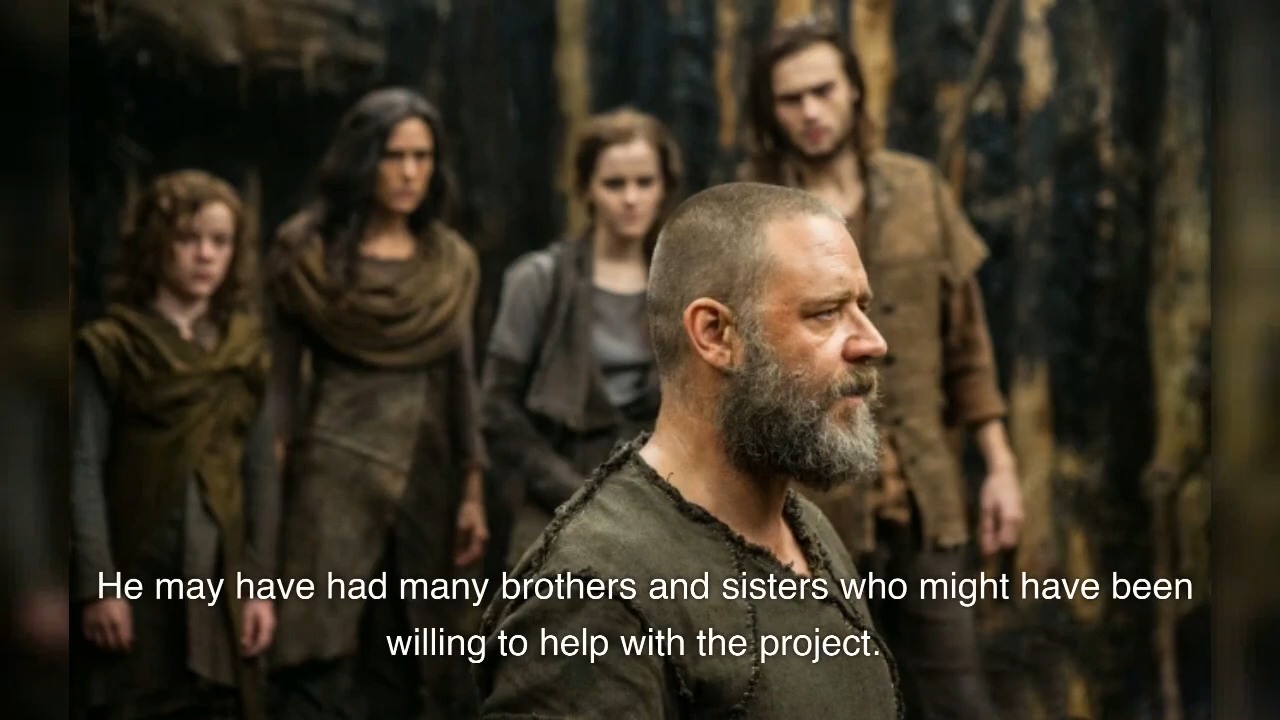 He may have had many brothers and sisters who might have been
willing to help with the project.